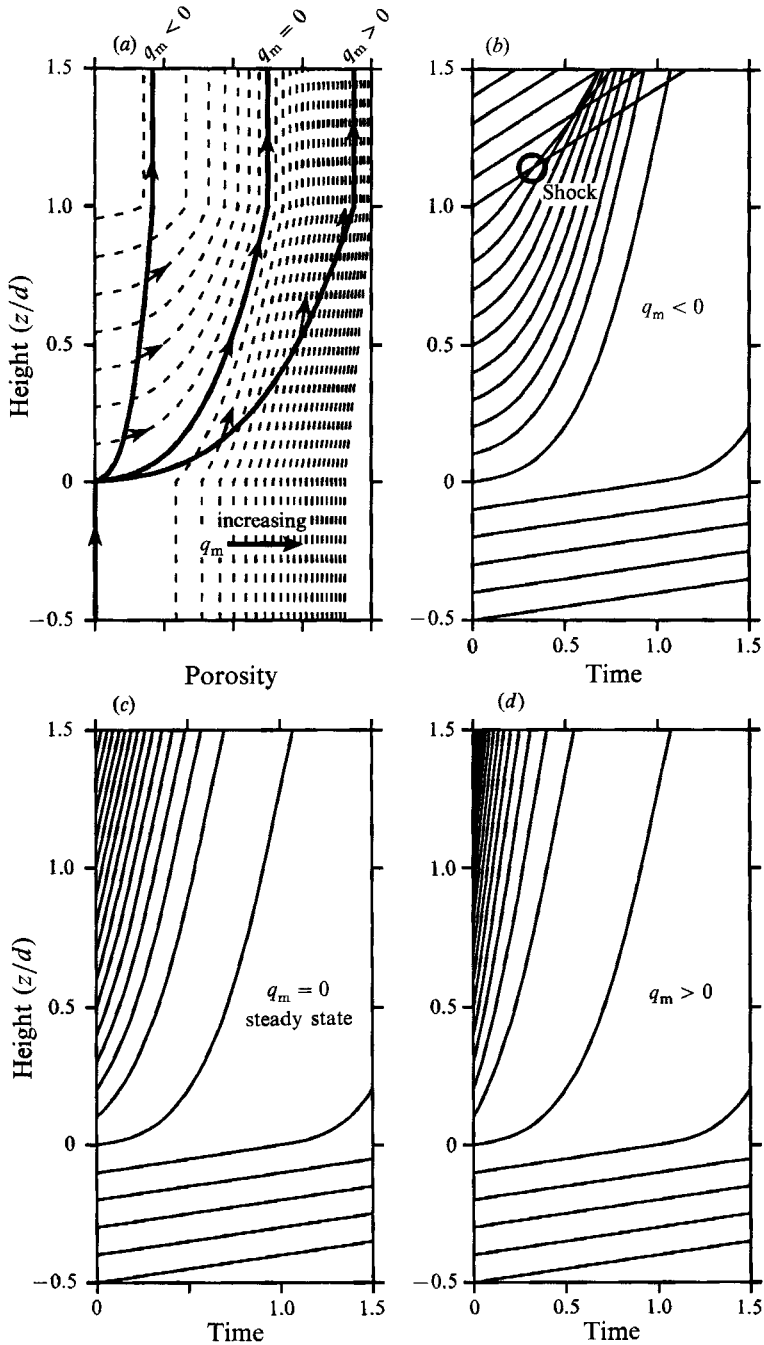 (a)
q_m < 0
q_m = 0
q_m > 0
1.5
1.0
0.5
0
−0.5
Height (z/d)
increasing
q_m
Porosity
(b)
1.5
1.0
0.5
0
−0.5
Shock
q_m < 0
0
0.5
1.0
1.5
Time
(c)
1.5
1.0
0.5
0
−0.5
Height (z/d)
q_m = 0
steady state
0
0.5
1.0
1.5
Time
(d)
1.5
1.0
0.5
0
−0.5
q_m > 0
0
0.5
1.0
1.5
Time